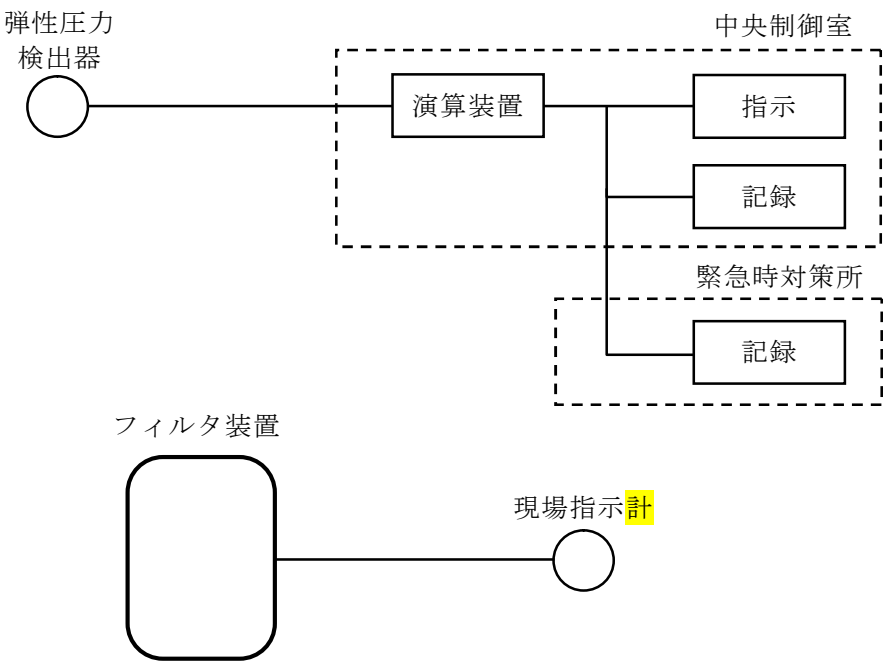 弾性圧力
検出器
中央制御室
演算装置
指示
記録
緊急時対策所
記録
フィルタ装置
現場指示計